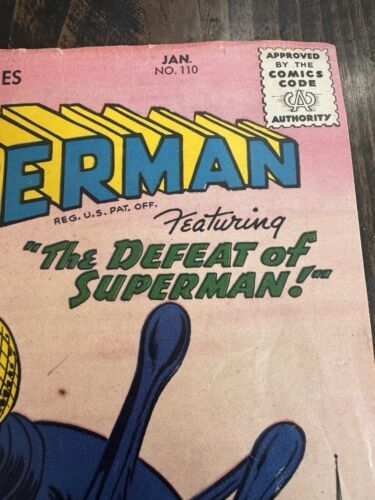 ES
JAN.
NO. 110
APPROVED
BY THE
COMICS
CODE
CA
AUTHORITY
ERMAN
REG. U.S. PAT. OFF.
Featuring
"THE DEFEAT of
SUPERMAN!"